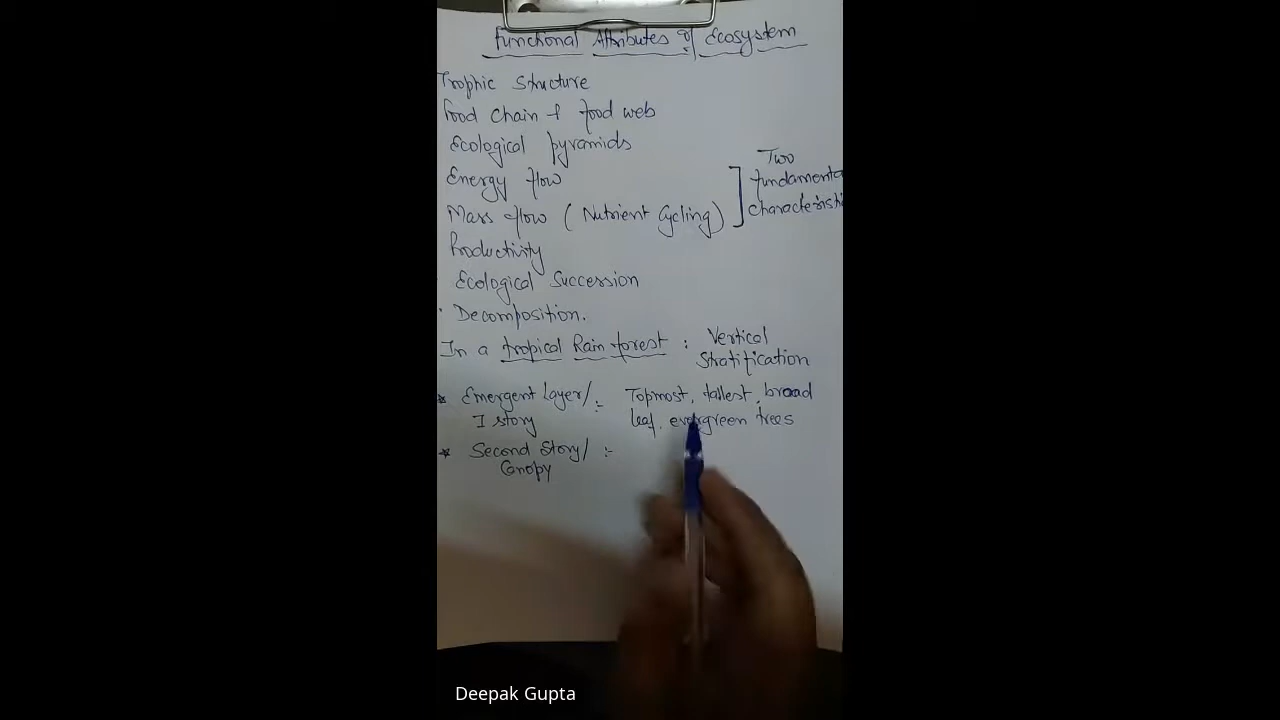 Functional Attributes of Ecosystem
Trophic Structure
Food Chain + food web
Ecological pyramids
Energy flow
Mass flow ( Nutrient Cycling )
Two
fundamenta
characteristi
Productivity
Ecological Succession
Decomposition.
In a tropical Rain forest : Vertical
Stratification
* Emergent Layer/ :- Topmost, tallest, broad
I story leaf, evergreen trees
* Second Story/ :-
Canopy
Deepak Gupta